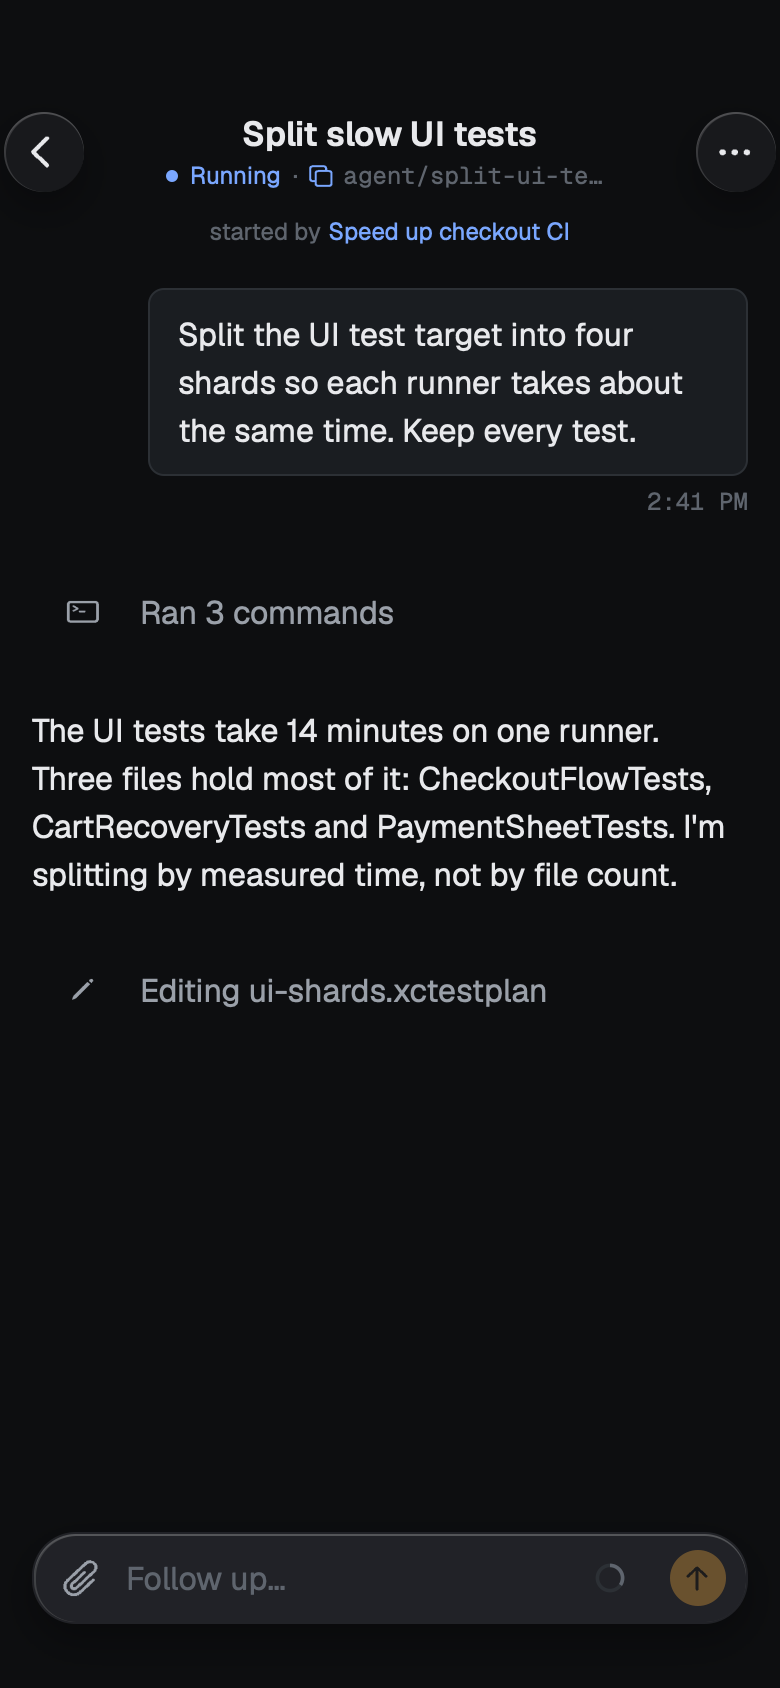 Split slow UI tests
Running · agent/split-ui-te…
started by Speed up checkout CI
Split the UI test target into four
shards so each runner takes about
the same time. Keep every test.
2:41 PM
Ran 3 commands
The UI tests take 14 minutes on one runner.
Three files hold most of it: CheckoutFlowTests,
CartRecoveryTests and PaymentSheetTests. I'm
splitting by measured time, not by file count.
Editing ui-shards.xctestplan
Follow up…